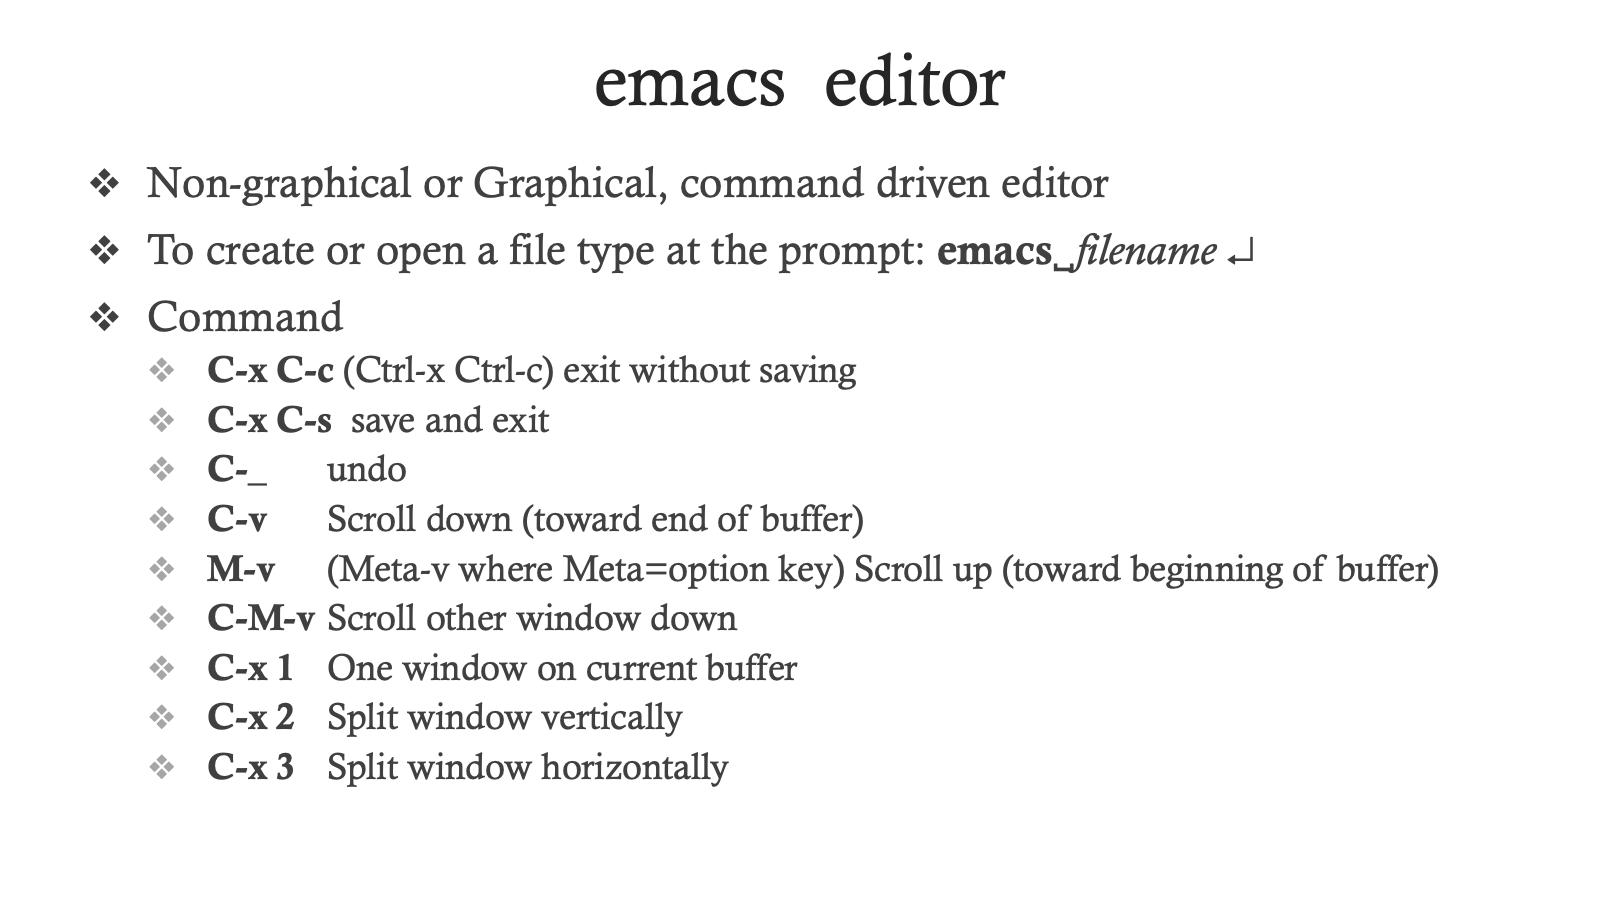 emacs editor
❖ Non-graphical or Graphical, command driven editor
❖ To create or open a file type at the prompt: emacs␣filename ↵
❖ Command
❖ C-x C-c (Ctrl-x Ctrl-c) exit without saving
❖ C-x C-s save and exit
❖ C-_ undo
❖ C-v Scroll down (toward end of buffer)
❖ M-v (Meta-v where Meta=option key) Scroll up (toward beginning of buffer)
❖ C-M-v Scroll other window down
❖ C-x 1 One window on current buffer
❖ C-x 2 Split window vertically
❖ C-x 3 Split window horizontally